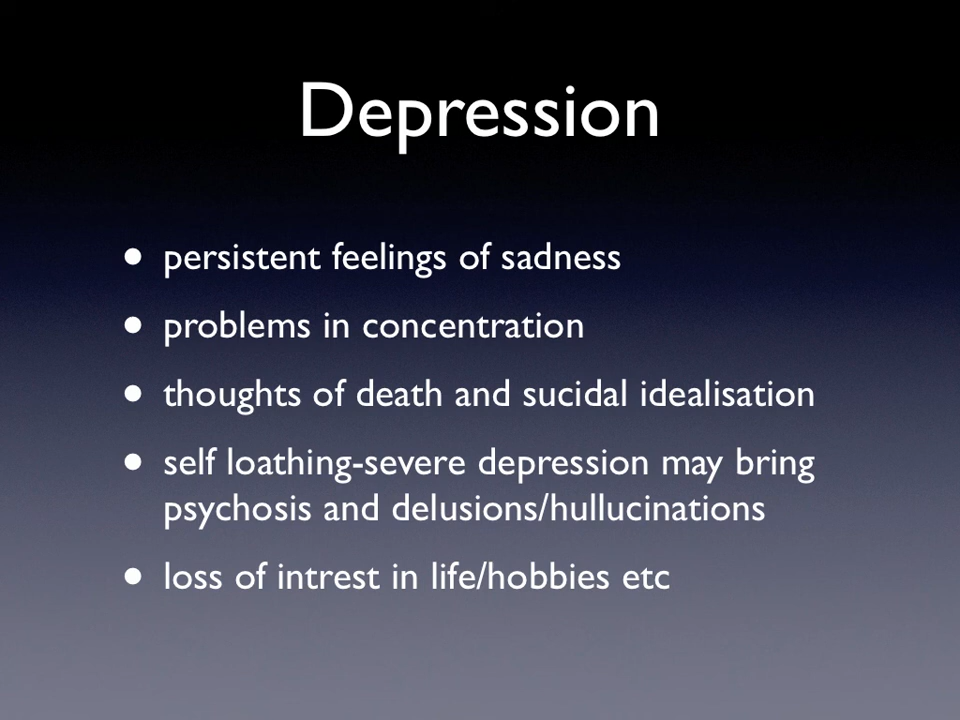 Depression
• persistent feelings of sadness
• problems in concentration
• thoughts of death and sucidal idealisation
• self loathing-severe depression may bring
psychosis and delusions/hullucinations
• loss of intrest in life/hobbies etc